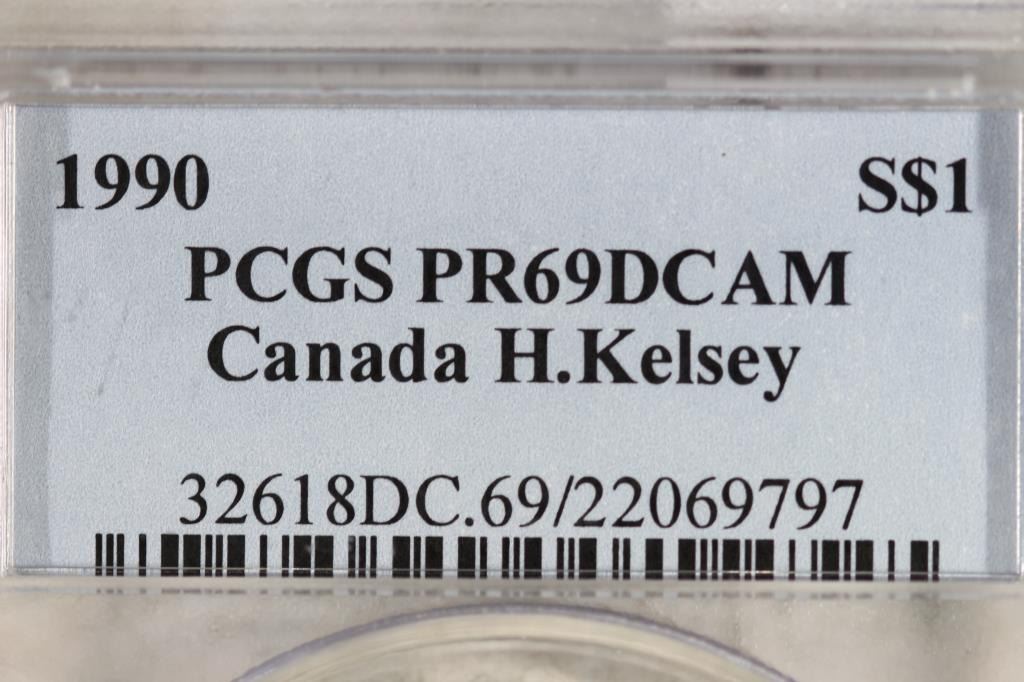 1990 S$1
PCGS PR69DCAM
Canada H.Kelsey
32618DC.69/22069797